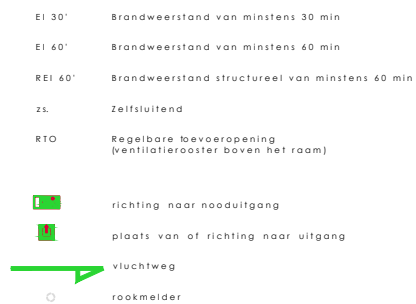 EI 30' Brandweerstand van minstens 30 min
EI 60' Brandweerstand van minstens 60 min
REI 60' Brandweerstand structureel van minstens 60 min
zs. Zelfsluitend
RTO Regelbare toevoeropening
(ventilatierooster boven het raam)
richting naar nooduitgang
plaats van of richting naar uitgang
vluchtweg
rookmelder